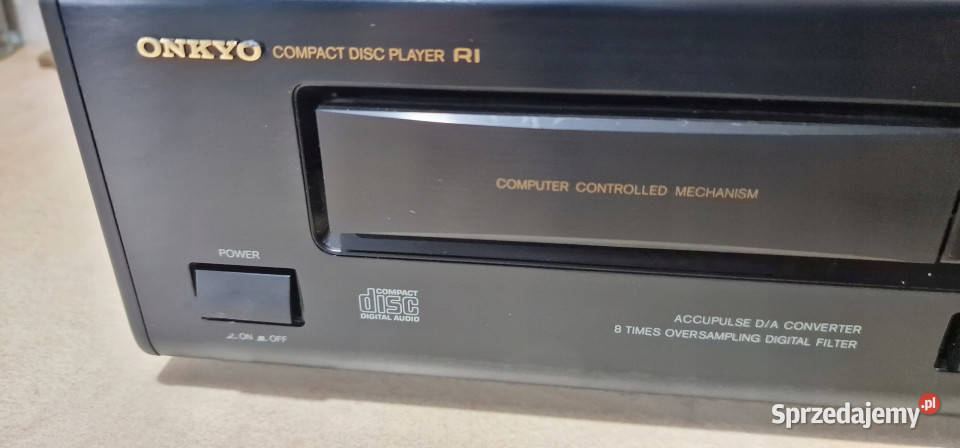 ONKYO COMPACT DISC PLAYER RI
COMPUTER CONTROLLED MECHANISM
POWER
ON OFF
COMPACT
disc
DIGITAL AUDIO
ACCUPULSE D/A CONVERTER
8 TIMES OVERSAMPLING DIGITAL FILTER
Sprzedajemy.pl